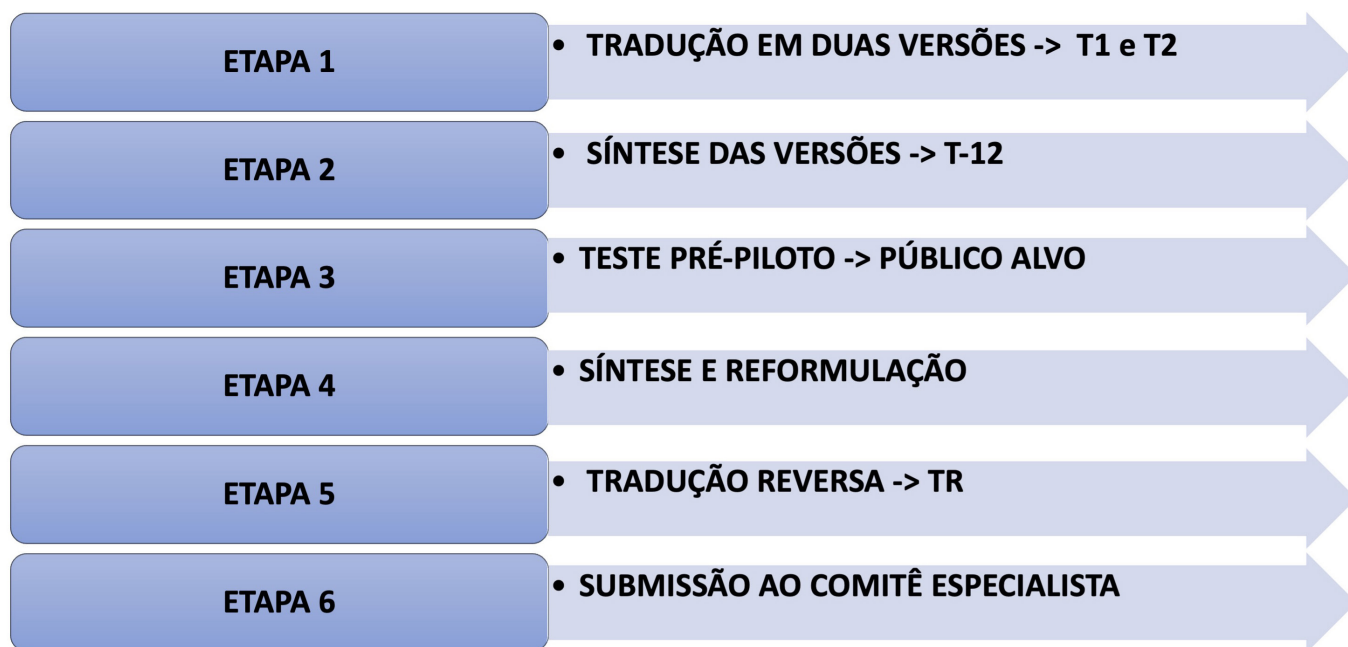 ETAPA 1
• TRADUÇÃO EM DUAS VERSÕES -> T1 e T2
ETAPA 2
• SÍNTESE DAS VERSÕES -> T-12
ETAPA 3
• TESTE PRÉ-PILOTO -> PÚBLICO ALVO
ETAPA 4
• SÍNTESE E REFORMULAÇÃO
ETAPA 5
• TRADUÇÃO REVERSA -> TR
ETAPA 6
• SUBMISSÃO AO COMITÊ ESPECIALISTA